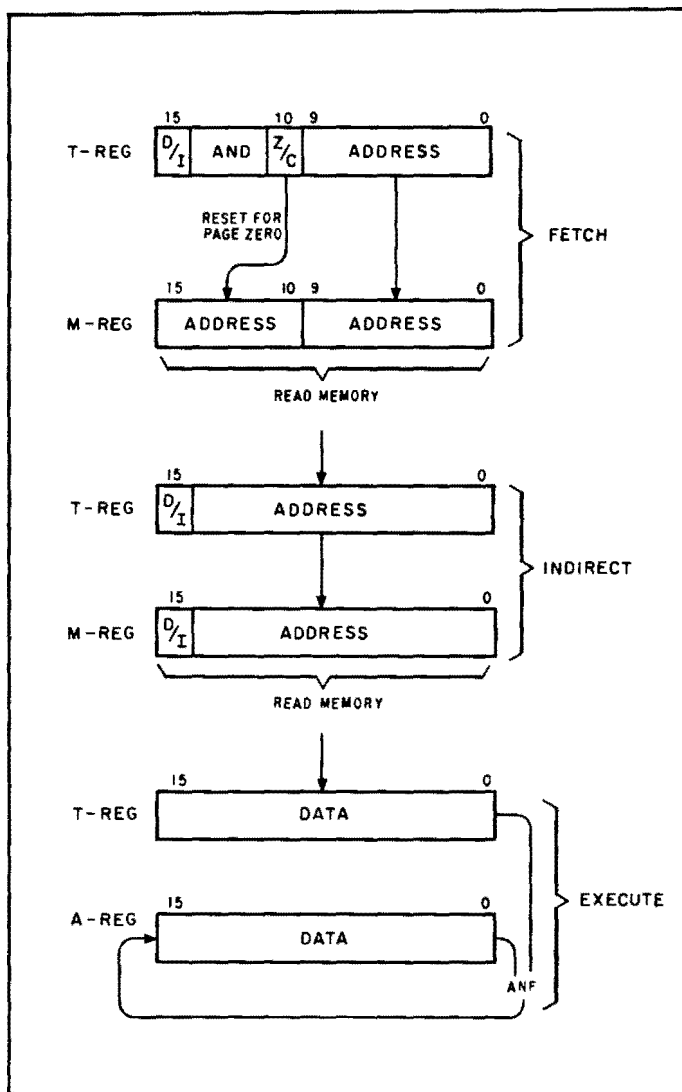 15 10 9 0
T-REG D/I AND Z/C ADDRESS
FETCH
RESET FOR
PAGE ZERO
15 10 9 0
M-REG ADDRESS ADDRESS
READ MEMORY
15 0
T-REG D/I ADDRESS
INDIRECT
15 0
M-REG D/I ADDRESS
READ MEMORY
15 0
T-REG DATA
EXECUTE
15 0
A-REG DATA
ANF